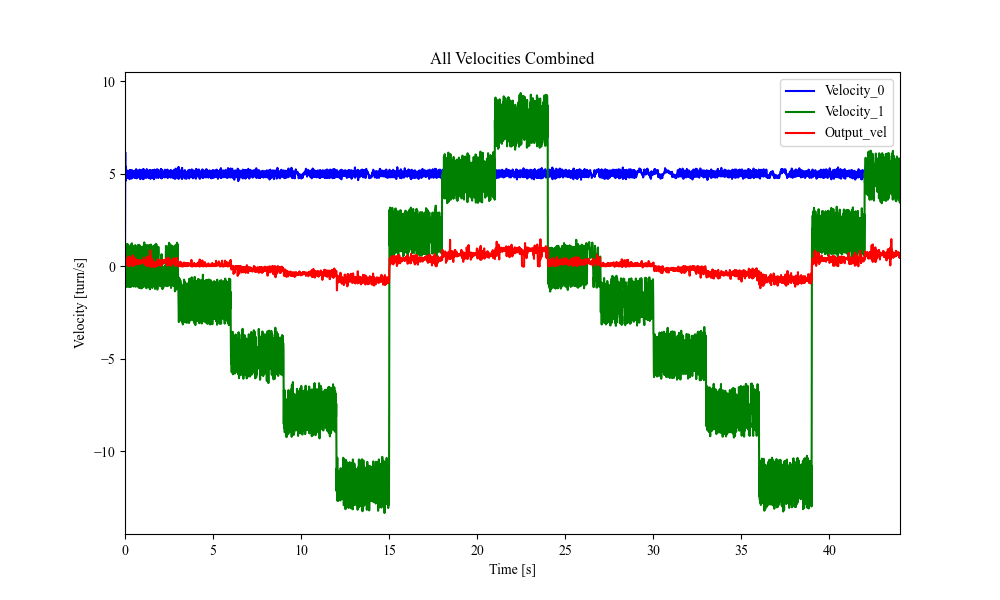 All Velocities Combined
Velocity_0
Velocity_1
Output_vel
Velocity [turn/s]
10
5
0
−5
−10
0 5 10 15 20 25 30 35 40
Time [s]